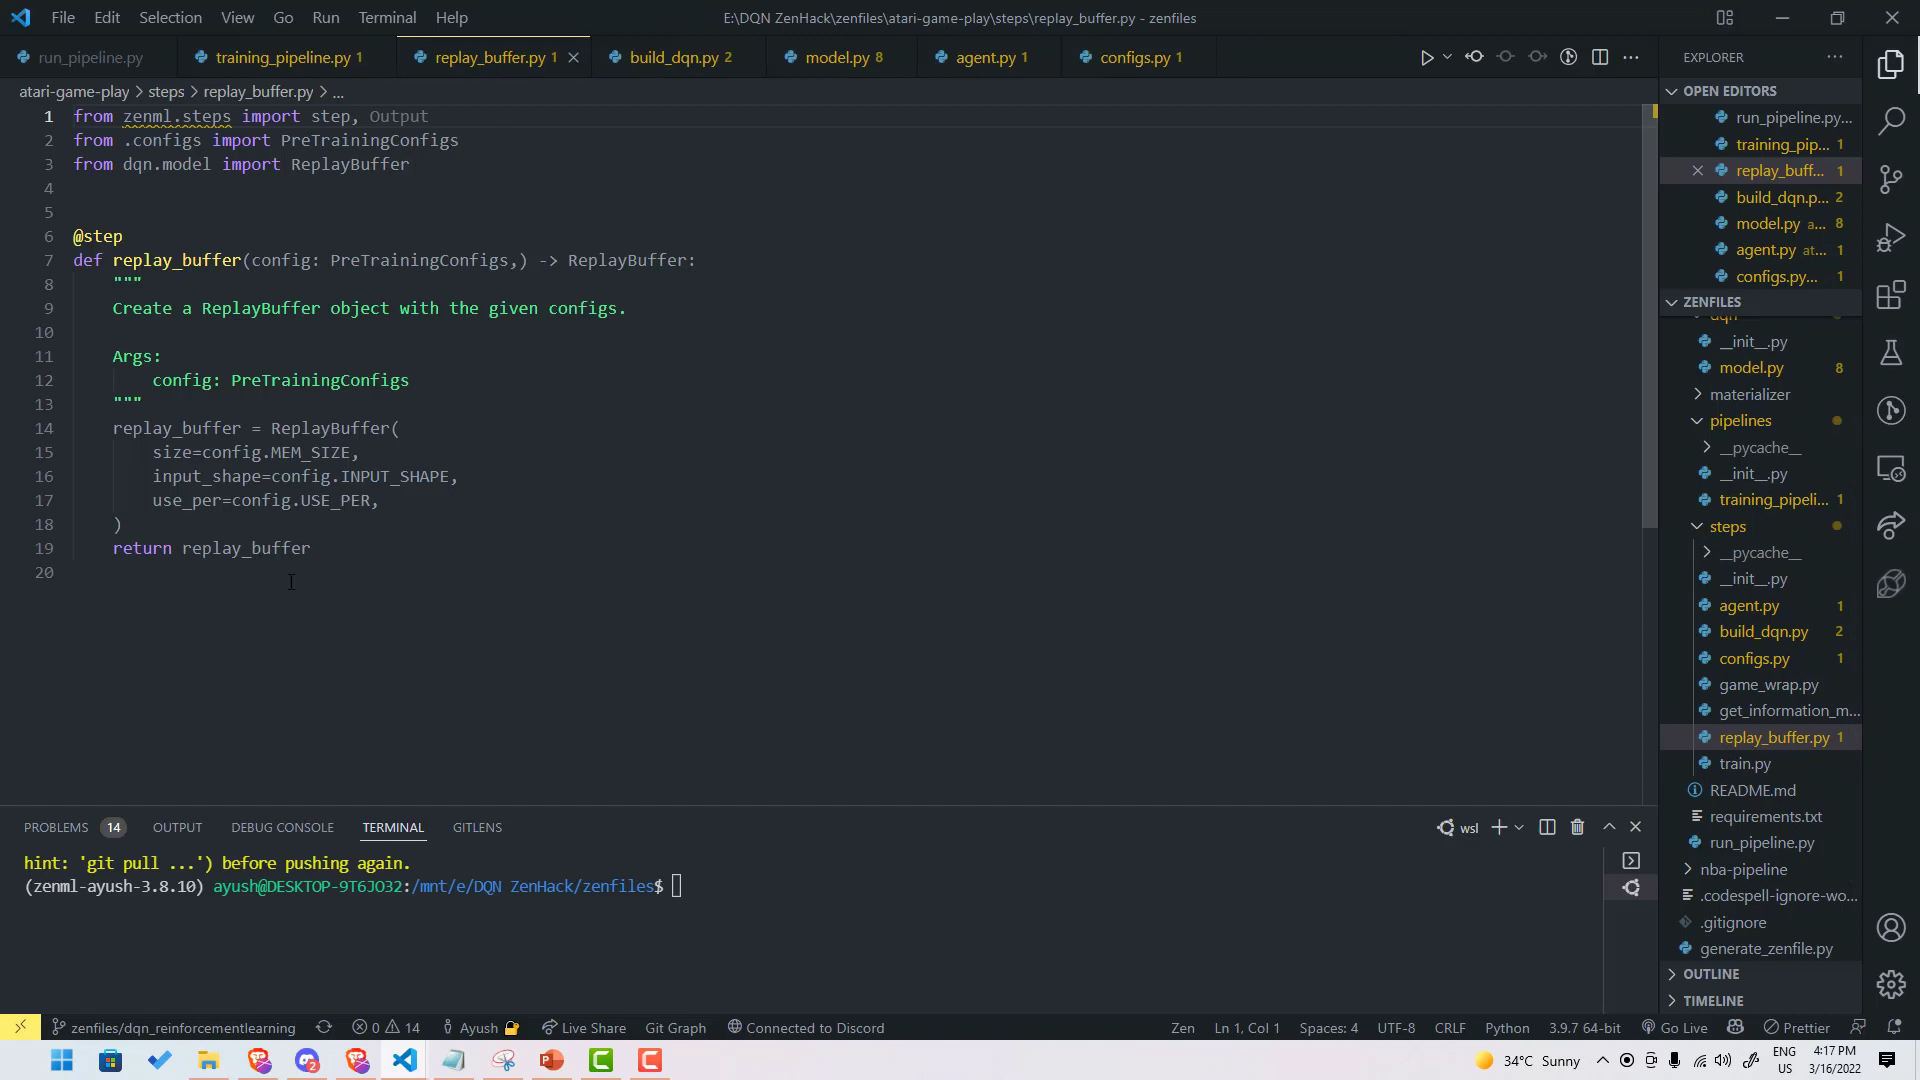 File Edit Selection View Go Run Terminal Help
E:\DQN ZenHack\zenfiles\atari-game-play\steps\replay_buffer.py - zenfiles
run_pipeline.py
training_pipeline.py 1
replay_buffer.py 1
build_dqn.py 2
model.py 8
agent.py 1
configs.py 1
atari-game-play > steps > replay_buffer.py > ...
1 from zenml.steps import step, Output
2 from .configs import PreTrainingConfigs
3 from dqn.model import ReplayBuffer
4
5
6 @step
7 def replay_buffer(config: PreTrainingConfigs,) -> ReplayBuffer:
8 """
9 Create a ReplayBuffer object with the given configs.
10
11 Args:
12 config: PreTrainingConfigs
13 """
14 replay_buffer = ReplayBuffer(
15 size=config.MEM_SIZE,
16 input_shape=config.INPUT_SHAPE,
17 use_per=config.USE_PER,
18 )
19 return replay_buffer
20
EXPLORER
OPEN EDITORS
run_pipeline.py...
training_pip... 1
replay_buff... 1
build_dqn.p... 2
model.py a... 8
agent.py at... 1
configs.py... 1
ZENFILES
dqn
__init__.py
model.py 8
materializer
pipelines
__pycache__
__init__.py
training_pipeli... 1
steps
__pycache__
__init__.py
agent.py 1
build_dqn.py 2
configs.py 1
game_wrap.py
get_information_m...
replay_buffer.py 1
train.py
README.md
requirements.txt
run_pipeline.py
nba-pipeline
.codespell-ignore-wo...
.gitignore
generate_zenfile.py
OUTLINE
TIMELINE
PROBLEMS 14 OUTPUT DEBUG CONSOLE TERMINAL GITLENS
wsl
hint: 'git pull ...') before pushing again.
(zenml-ayush-3.8.10) ayush@DESKTOP-9T6JO32:/mnt/e/DQN ZenHack/zenfiles$
zenfiles/dqn_reinforcementlearning 0 14 Ayush Live Share Git Graph Connected to Discord
Zen Ln 1, Col 1 Spaces: 4 UTF-8 CRLF Python 3.9.7 64-bit Go Live Prettier
2
34°C Sunny
ENG
US
4:17 PM
3/16/2022